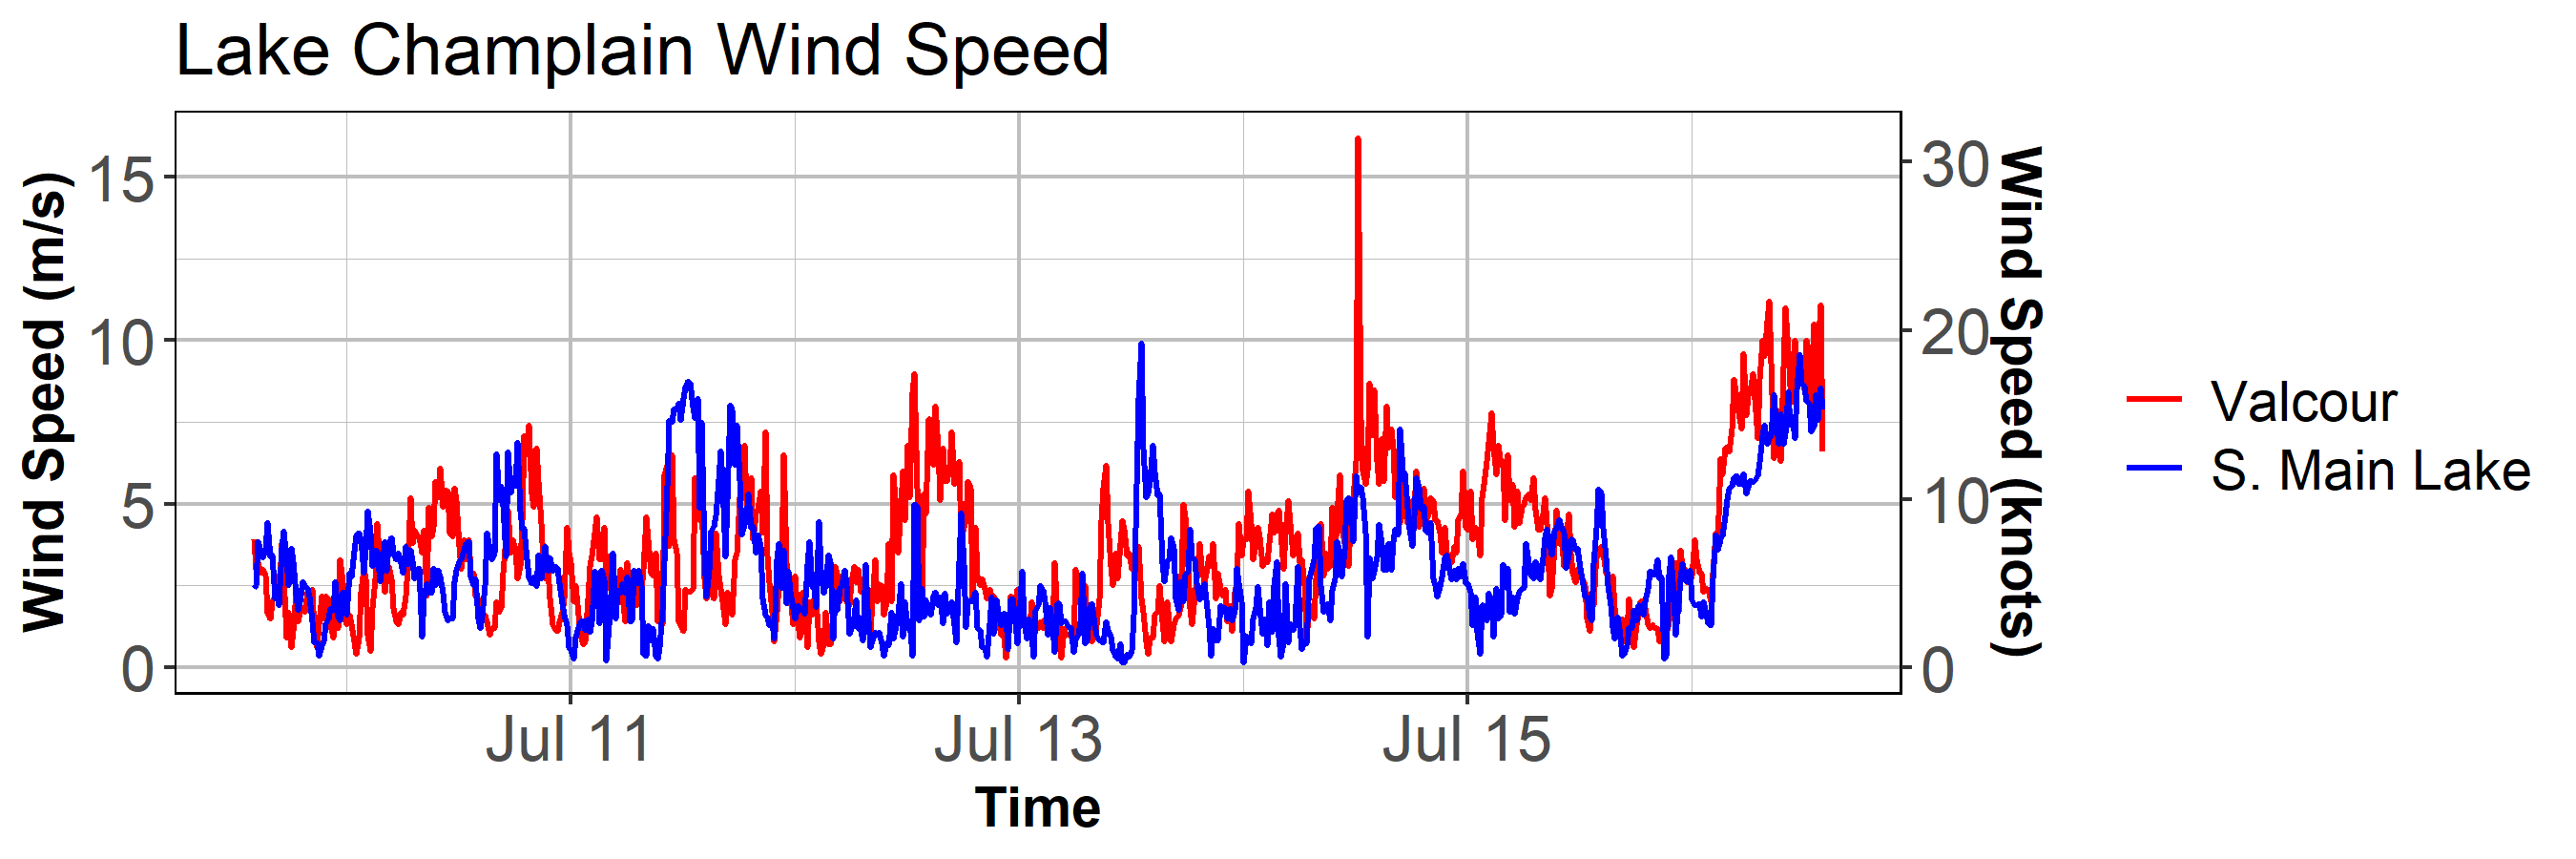 Lake Champlain Wind Speed
Wind Speed (m/s)
15
10
5
0
30
20
10
0
Wind Speed (knots)
Jul 11
Jul 13
Jul 15
Time
Valcour
S. Main Lake